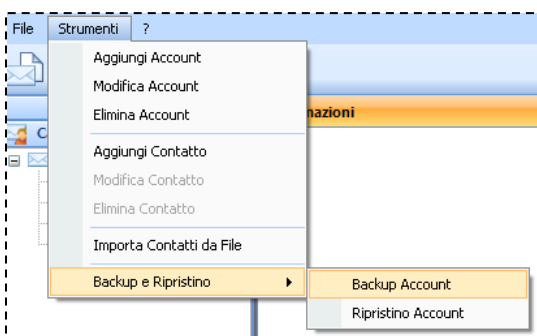 File Strumenti ?
Aggiungi Account
Modifica Account
Elimina Account
mazioni
C
Aggiungi Contatto
Modifica Contatto
Elimina Contatto
Importa Contatti da File
Backup e Ripristino
Backup Account
Ripristino Account